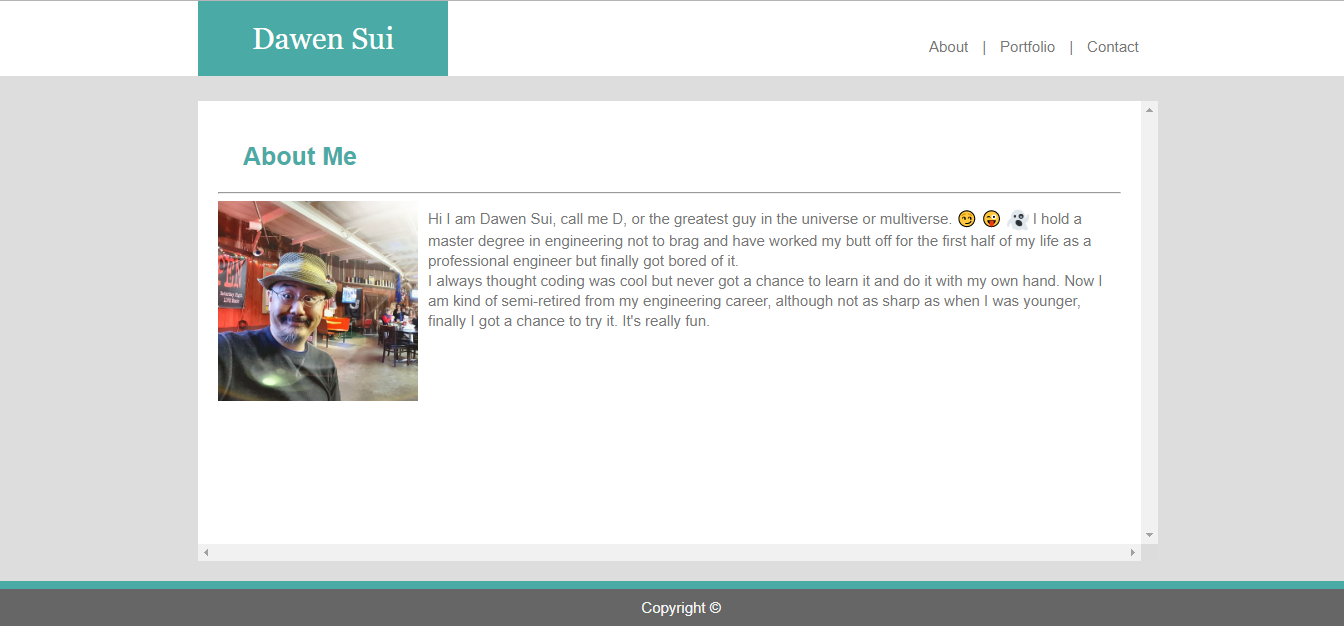 Dawen Sui
About | Portfolio | Contact
About Me
Hi I am Dawen Sui, call me D, or the greatest guy in the universe or multiverse. 😏 😜 👻 I hold a
master degree in engineering not to brag and have worked my butt off for the first half of my life as a
professional engineer but finally got bored of it.
I always thought coding was cool but never got a chance to learn it and do it with my own hand. Now I
am kind of semi-retired from my engineering career, although not as sharp as when I was younger,
finally I got a chance to try it. It's really fun.
Copyright ©